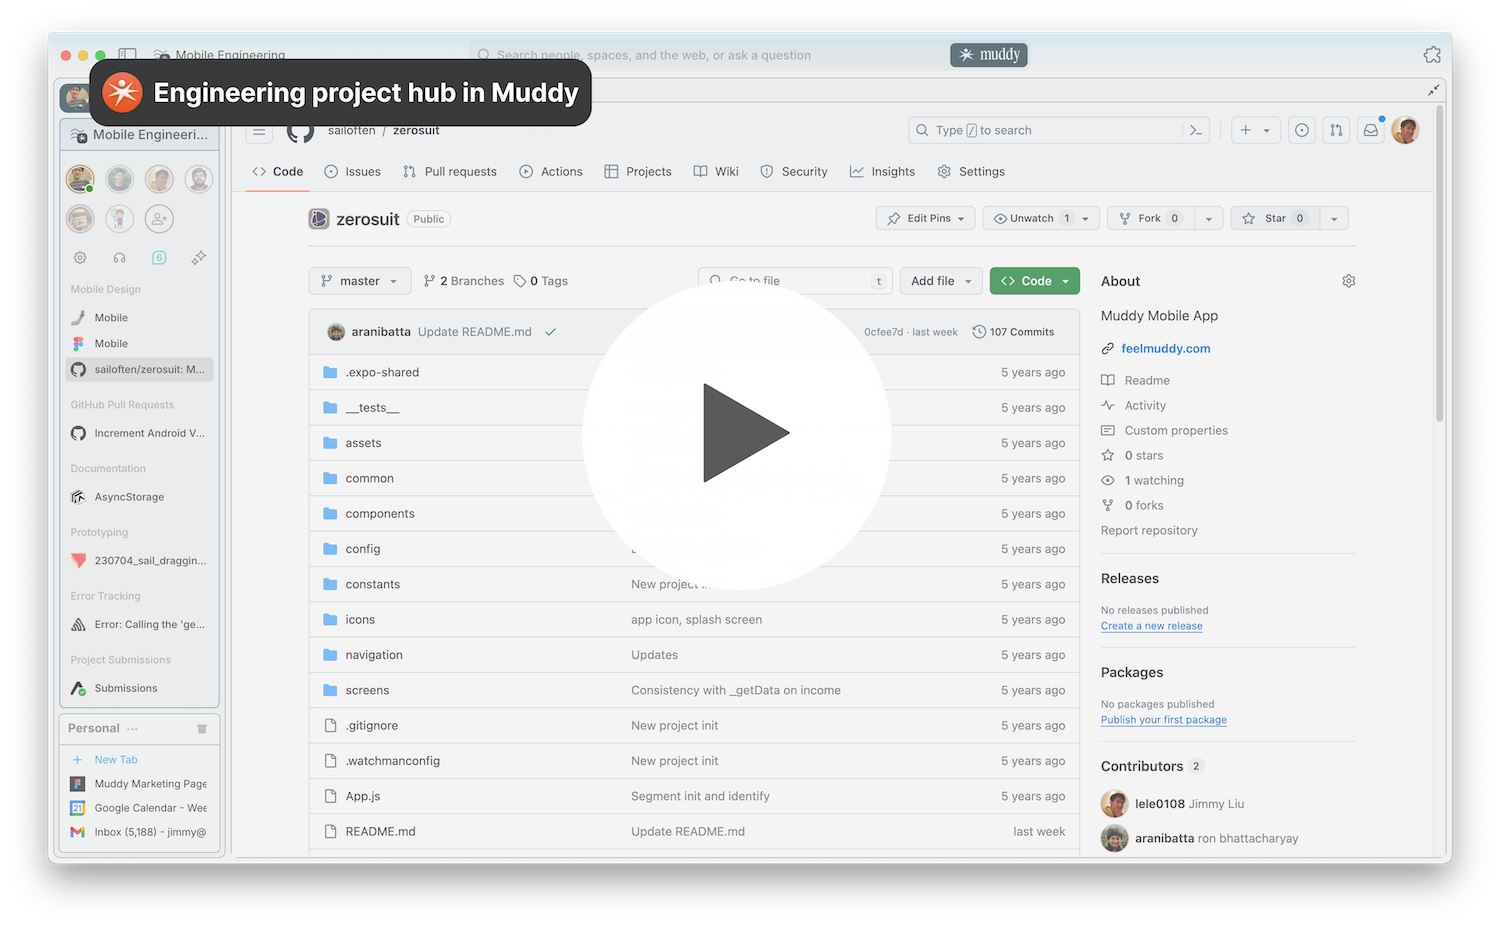 Mobile Engineering
Search people, spaces, and the web, or ask a question
muddy
Engineering project hub in Muddy
Mobile Engineeri...
6
Mobile Design
Mobile
Mobile
sailoften/zerosuit: M...
GitHub Pull Requests
Increment Android V...
Documentation
AsyncStorage
Prototyping
230704_sail_draggin...
Error Tracking
Error: Calling the 'ge...
Project Submissions
Submissions
Personal ...
+ New Tab
Muddy Marketing Page
21 Google Calendar - Wee
Inbox (5,188) - jimmy@
sailoften / zerosuit
Type / to search
Code
Issues
Pull requests
Actions
Projects
Wiki
Security
Insights
Settings
zerosuit Public
Edit Pins
Unwatch 1
Fork 0
Star 0
master
2 Branches
0 Tags
Go to file t
Add file
<> Code
aranibatta Update README.md
0cfee7d · last week
107 Commits
.expo-shared 5 years ago
__tests__ 5 years ago
assets 5 years ago
common 5 years ago
components 5 years ago
config 5 years ago
constants New project 5 years ago
icons app icon, splash screen 5 years ago
navigation Updates 5 years ago
screens Consistency with _getData on income 5 years ago
.gitignore New project init 5 years ago
.watchmanconfig New project init 5 years ago
App.js Segment init and identify 5 years ago
README.md Update README.md last week
About
Muddy Mobile App
feelmuddy.com
Readme
Activity
Custom properties
0 stars
1 watching
0 forks
Report repository
Releases
No releases published
Create a new release
Packages
No packages published
Publish your first package
Contributors 2
lele0108 Jimmy Liu
aranibatta ron bhattacharyay